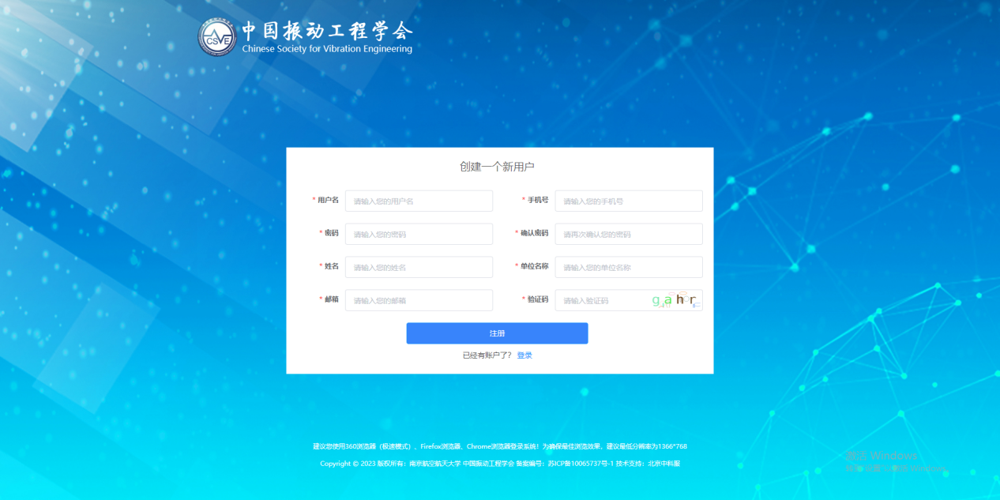 中国振动工程学会
CSVE
Chinese Society for Vibration Engineering
创建一个新用户
* 用户名 请输入您的用户名 * 手机号 请输入您的手机号
* 密码 请输入您的密码 * 确认密码 请再次确认您的密码
* 姓名 请输入您的姓名 * 单位名称 请输入您的单位名称
* 邮箱 请输入您的邮箱 * 验证码 请输入验证码 gahr
注册
已经有账户了？ 登录
建议您使用360浏览器（极速模式）、Firefox浏览器、Chrome浏览器登录系统！为确保最佳浏览效果，建议最低分辨率为1366*768
Copyright © 2023 版权所有：南京航空航天大学 中国振动工程学会 备案编号：苏ICP备10065737号-1 技术支持：北京中科服
激活 Windows